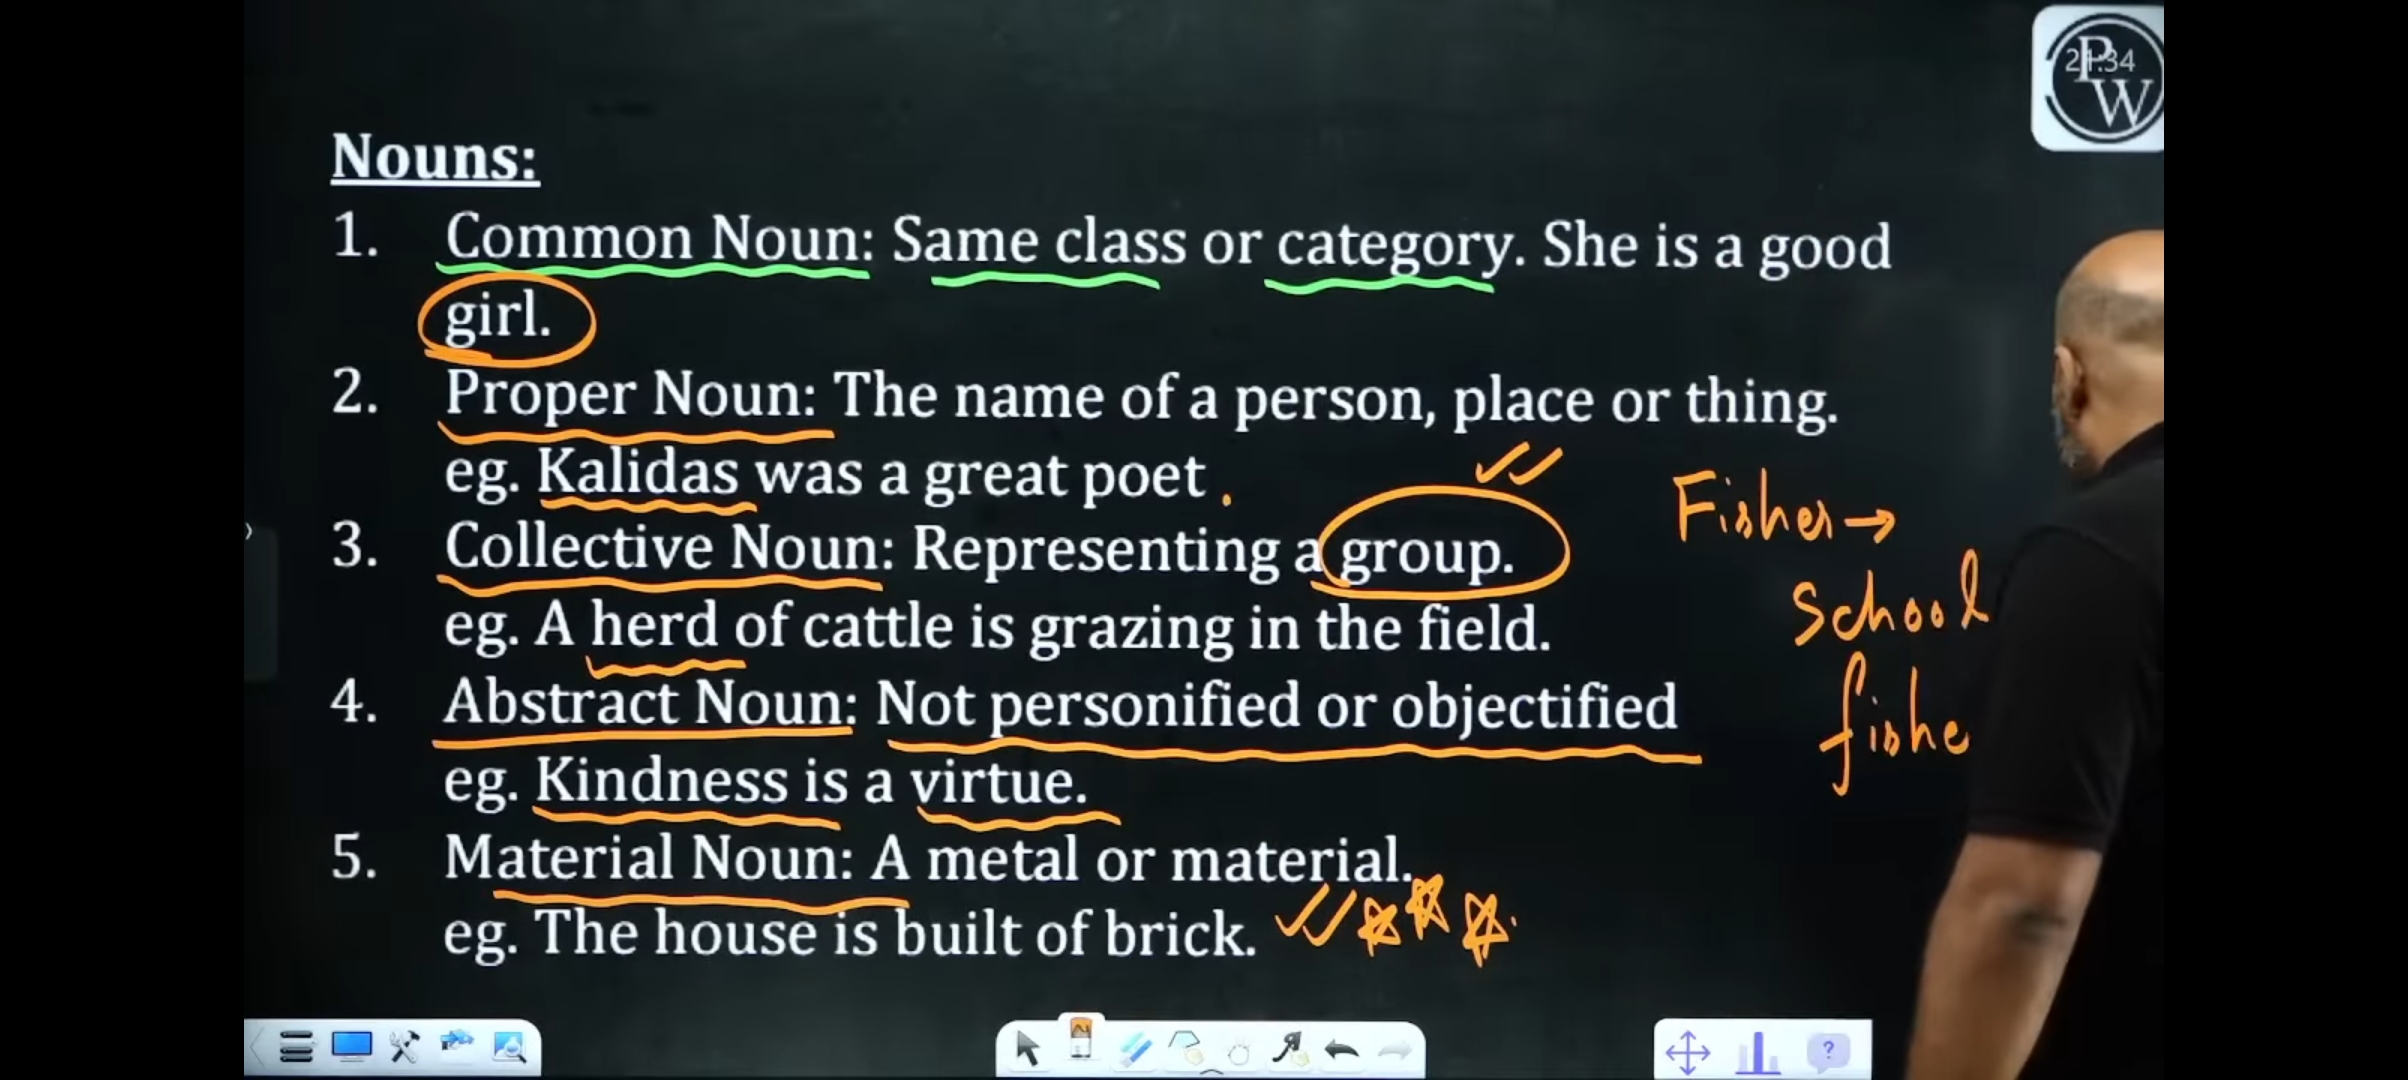 PW
21:34
Nouns:
1. Common Noun: Same class or category. She is a good
girl.
2. Proper Noun: The name of a person, place or thing.
eg. Kalidas was a great poet.
3. Collective Noun: Representing a group.
eg. A herd of cattle is grazing in the field.
4. Abstract Noun: Not personified or objectified
eg. Kindness is a virtue.
5. Material Noun: A metal or material.
eg. The house is built of brick.
Fisher →
School
fishe
?